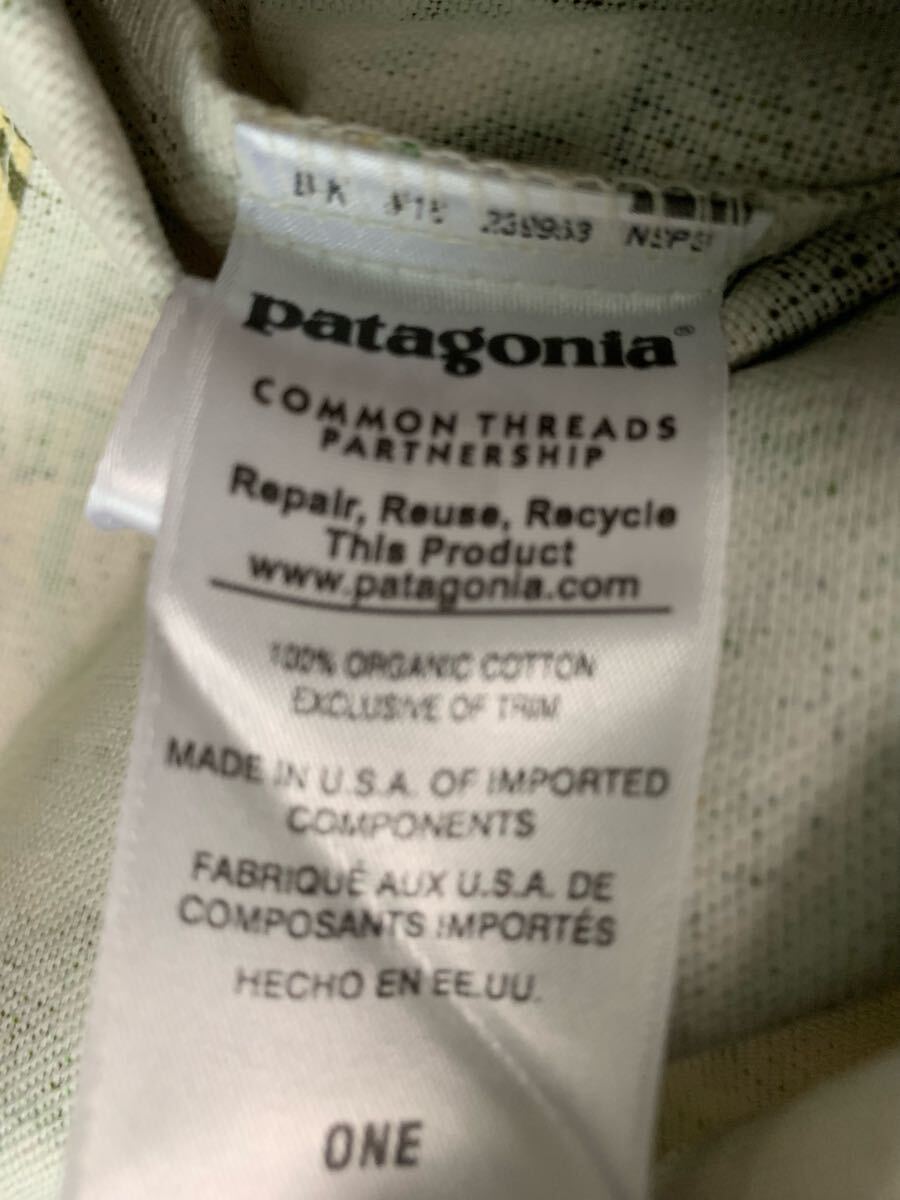 patagonia®
COMMON THREADS
PARTNERSHIP
Repair, Reuse, Recycle
This Product
www.patagonia.com
100% ORGANIC COTTON
EXCLUSIVE OF TRIM
MADE IN U.S.A. OF IMPORTED
COMPONENTS
FABRIQUÉ AUX U.S.A. DE
COMPOSANTS IMPORTÉS
HECHO EN EE.UU.
ONE